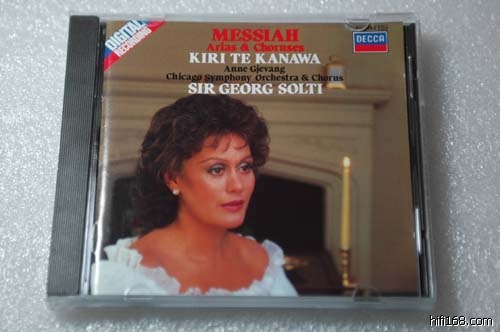 DIGITAL
RECORDING
DECCA
MESSIAH
Arias & Choruses
KIRI TE KANAWA
Anne Gjevang
Chicago Symphony Orchestra & Chorus
SIR GEORG SOLTI
hifi168.com